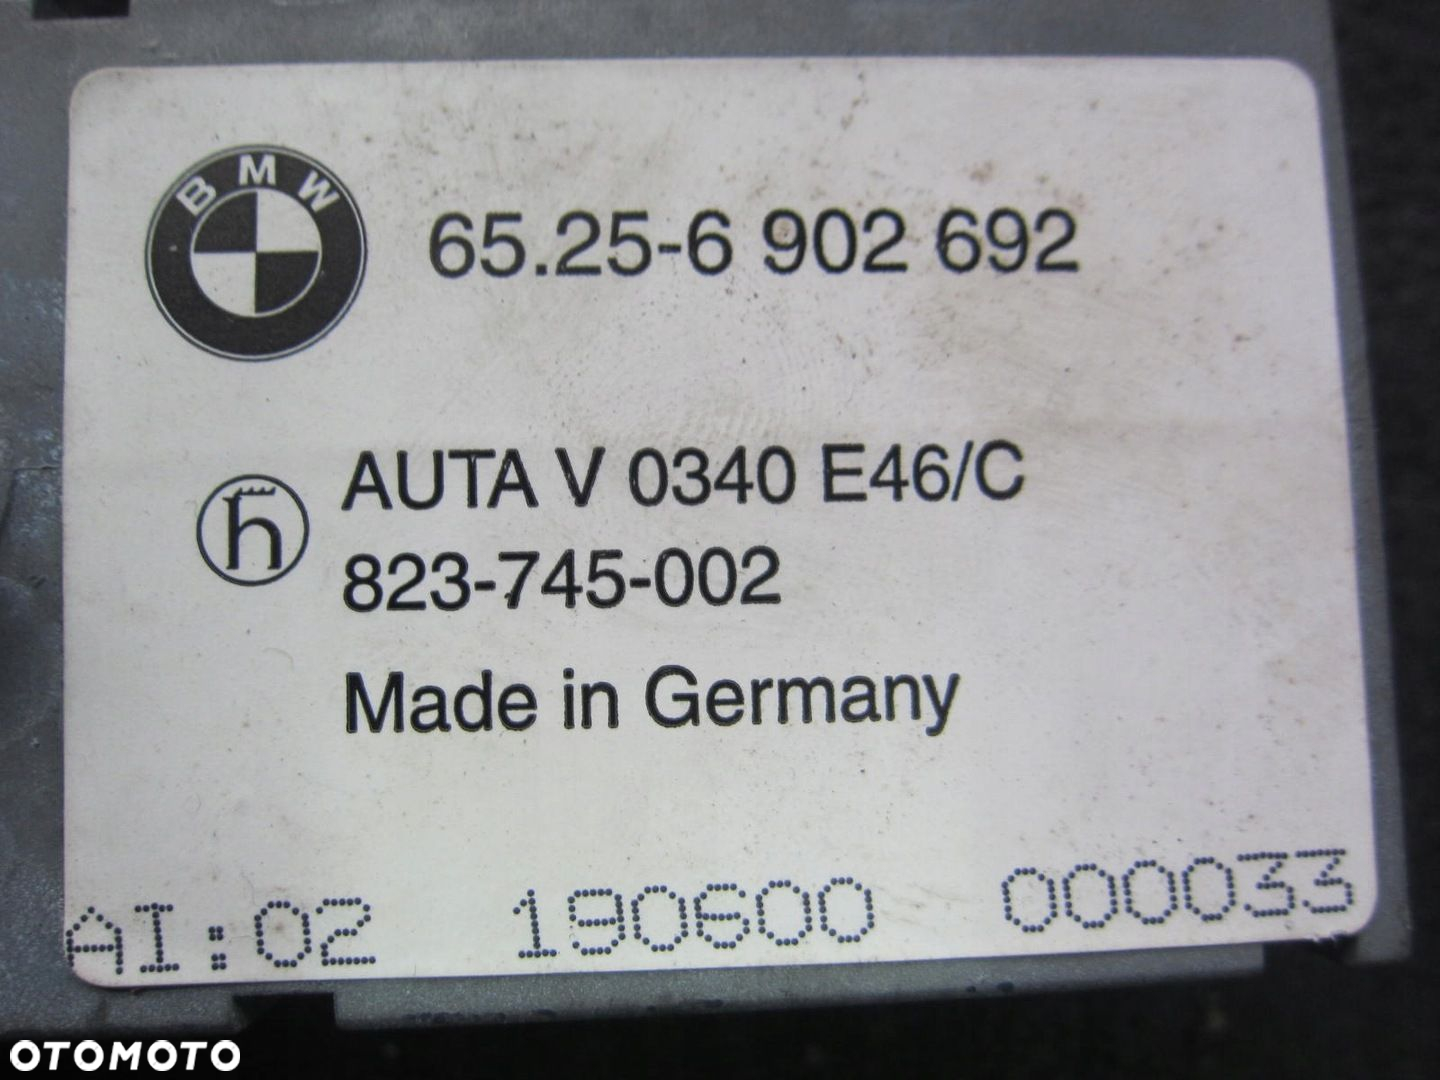 BMW
65.25-6 902 692
h
AUTA V 0340 E46/C
823-745-002
Made in Germany
AI:02 190600 000033
OTOMOTO